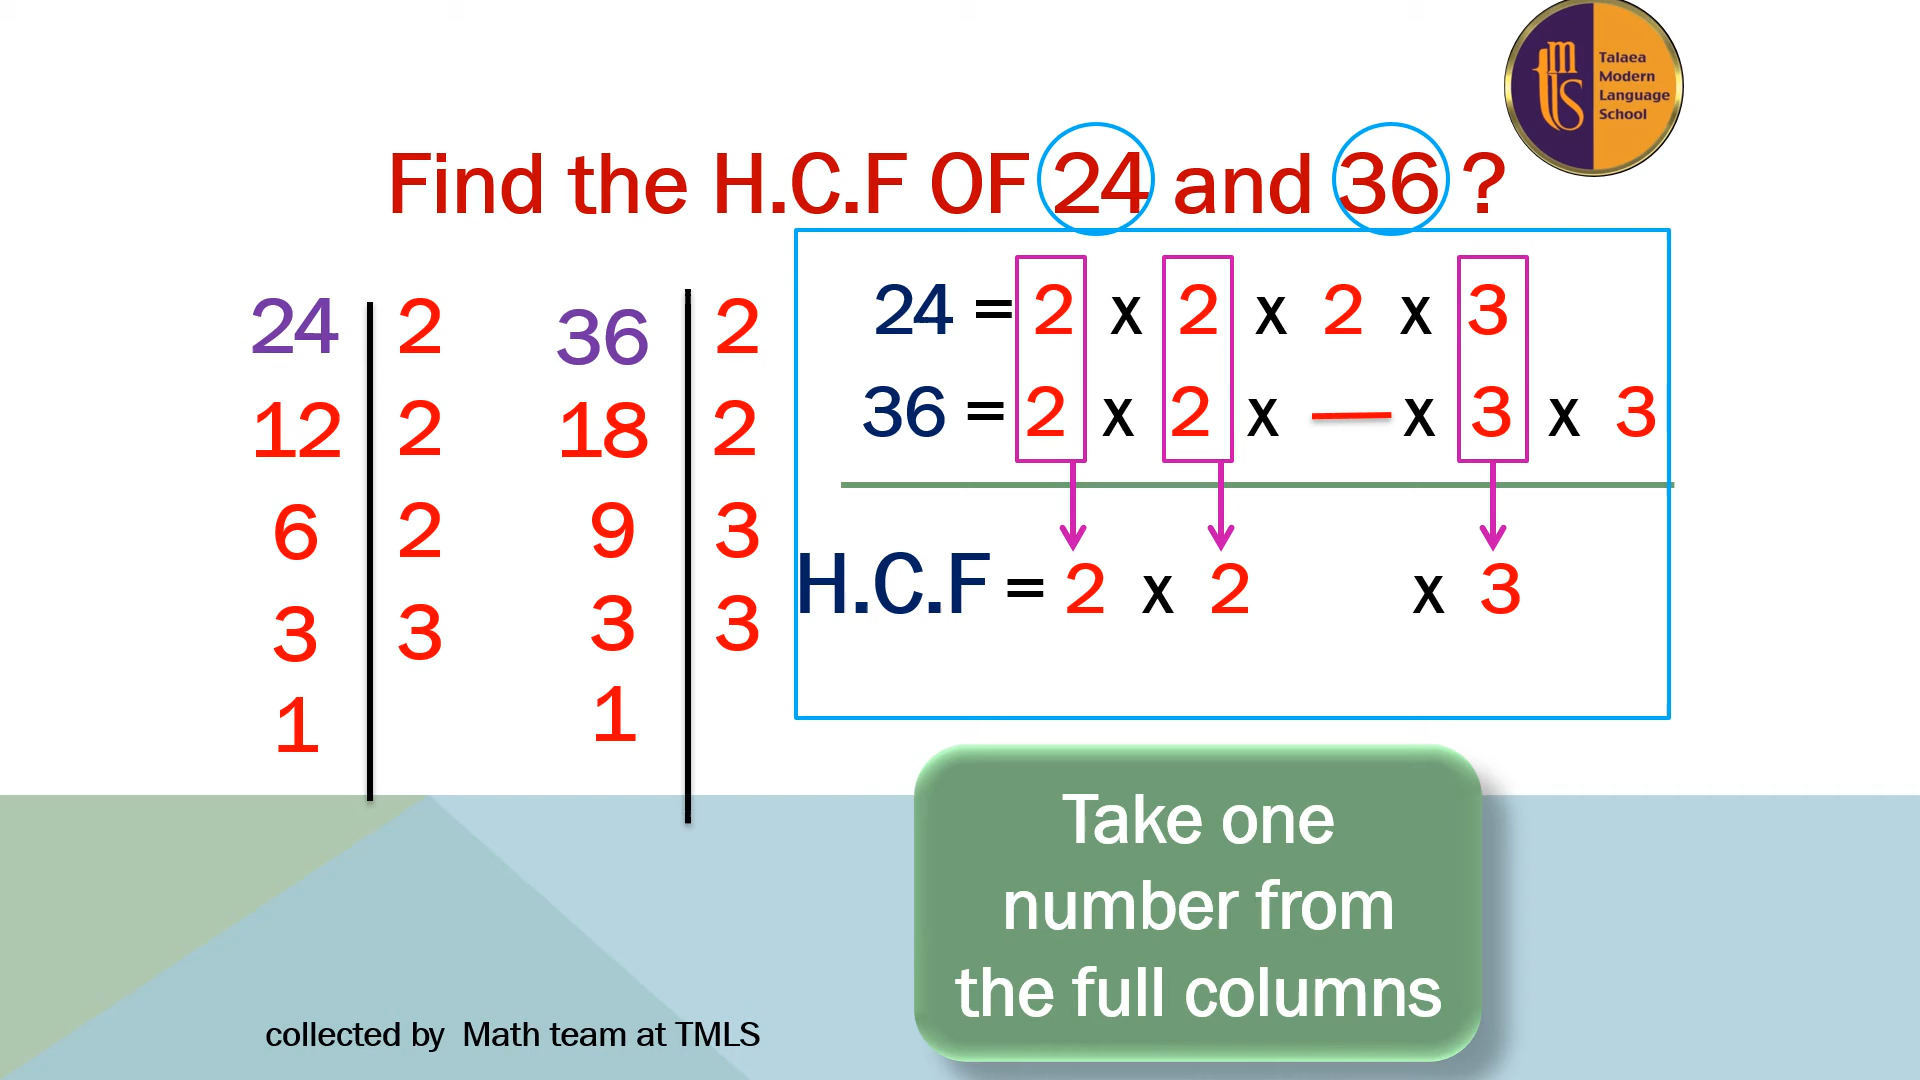 Talaea
Modern
Language
School
Find the H.C.F OF 24 and 36 ?
24 2
12 2
6 2
3 3
1
36 2
18 2
9 3
3 3
1
24 = 2 x 2 x 2 x 3
36 = 2 x 2 x — x 3 x 3
H.C.F = 2 x 2 x 3
Take one
number from
the full columns
collected by Math team at TMLS